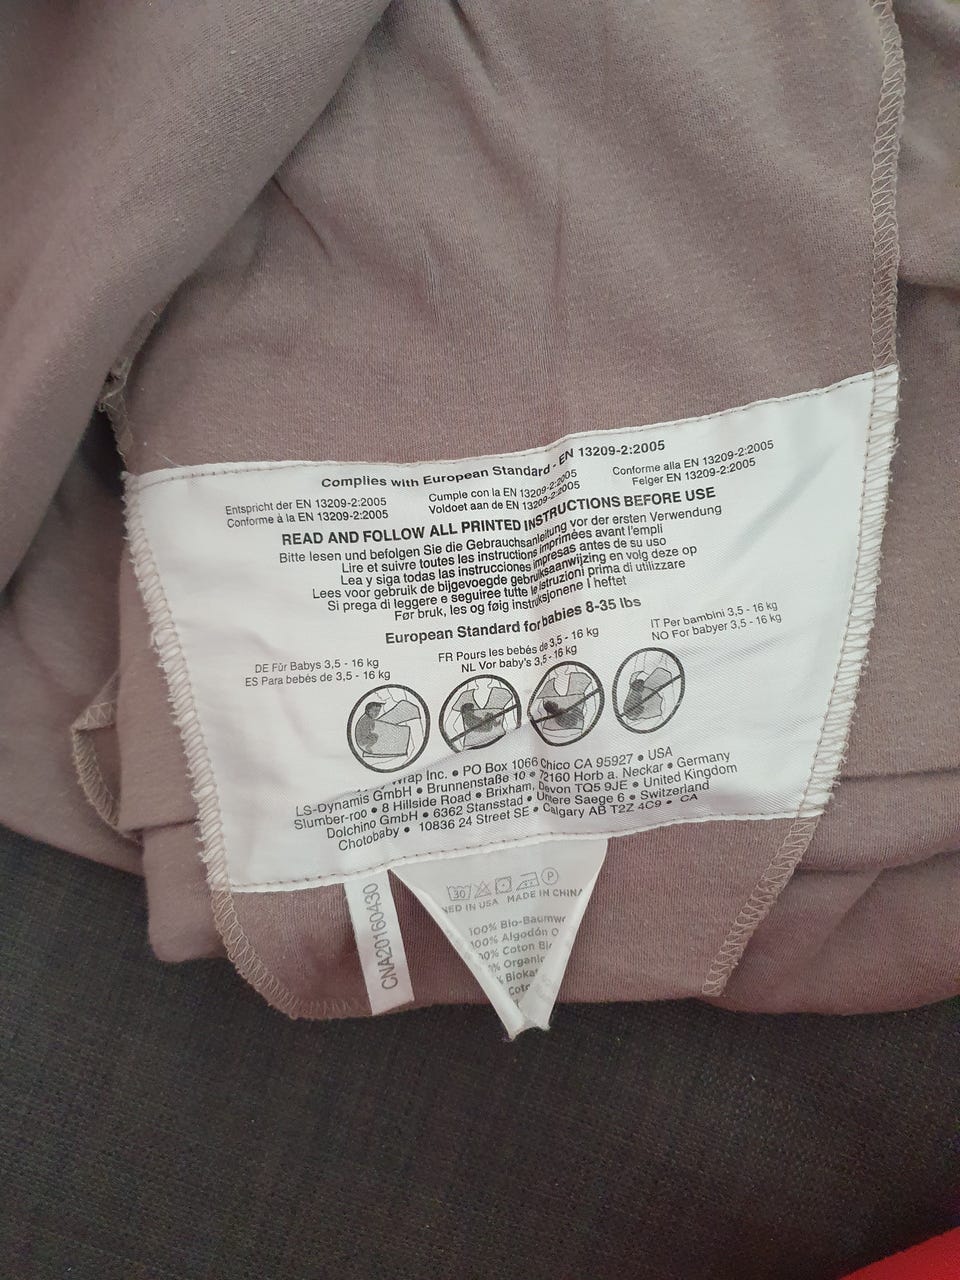 Complies with European Standard - EN 13209-2:2005
Entspricht der EN 13209-2:2005
Conforme à la EN 13209-2:2005
Cumple con la EN 13209-2:2005
Voldoet aan de EN 13209-2:2005
Conforme alla EN 13209-2:2005
Felger EN 13209-2:2005
READ AND FOLLOW ALL PRINTED INSTRUCTIONS BEFORE USE
Bitte lesen und befolgen Sie die Gebrauchsanleitung vor der ersten Verwendung
Lire et suivre toutes les instructions imprimées avant l'empli
Lea y siga todas las instrucciones impresas antes de su uso
Lees voor gebruik de bijgevoegde gebruiksaanwijzing en volg deze op
Si prega di leggere e seguiree tutte le istruzioni prima di utilizzare
Før bruk, les og føig instruksjonene I heftet
European Standard for babies 8-35 lbs
DE Für Babys 3,5 - 16 kg
ES Para bebés de 3,5 - 16 kg
FR Pours les bebés de 3,5 - 16 kg
NL Vor baby's 3,5 - 16 kg
IT Per bambini 3,5 - 16 kg
NO For babyer 3,5 - 16 kg
Wrap Inc. • PO Box 1066 Chico CA 95927 • USA
LS-Dynamis GmbH • Brunnenstaße 10 • 72160 Horb a. Neckar • Germany
Slumber-roo • 8 Hillside Road • Brixham, Devon TQ5 9JE • United Kingdom
Dolchino GmbH • 6362 Stansstad • Untere Saege 6 • Switzerland
Chotobaby • 10836 24 Street SE • Calgary AB T2Z 4C9 • CA
CNA20160430
30 P
IN USA MADE IN CHINA
100% Bio-Baumw
100% Algodón O
00% Coton Bi
% Organic
% Bioka
Coto